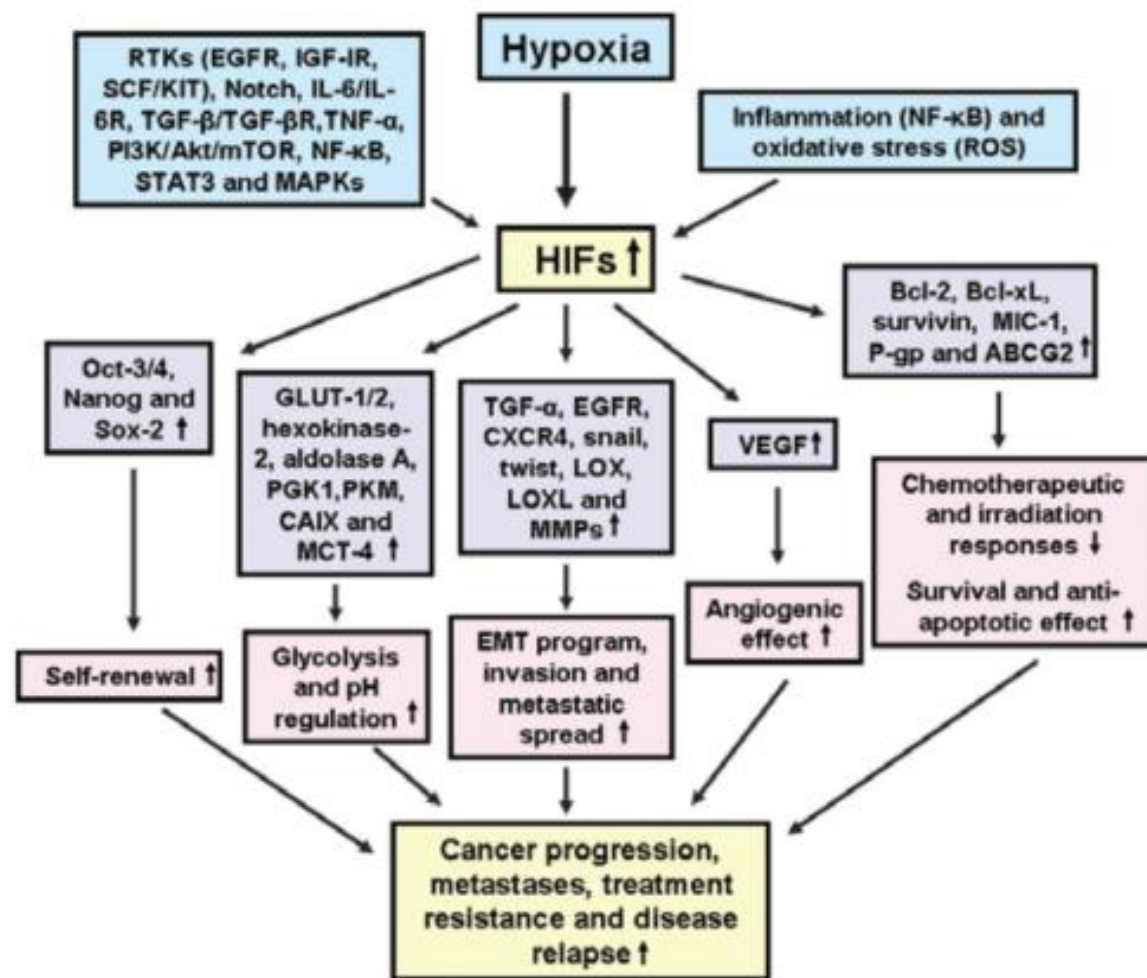 RTKs (EGFR, IGF-IR,
SCF/KIT), Notch, IL-6/IL-
6R, TGF-β/TGF-βR,TNF-α,
PI3K/Akt/mTOR, NF-κB,
STAT3 and MAPKs
Hypoxia
Inflammation (NF-κB) and
oxidative stress (ROS)
HIFs ↑
Oct-3/4,
Nanog and
Sox-2 ↑
GLUT-1/2,
hexokinase-
2, aldolase A,
PGK1,PKM,
CAIX and
MCT-4 ↑
TGF-α, EGFR,
CXCR4, snail,
twist, LOX,
LOXL and
MMPs ↑
VEGF ↑
Bcl-2, Bcl-xL,
survivin, MIC-1,
P-gp and ABCG2 ↑
Self-renewal ↑
Glycolysis
and pH
regulation ↑
EMT program,
invasion and
metastatic
spread ↑
Angiogenic
effect ↑
Chemotherapeutic
and irradiation
responses ↓
Survival and anti-
apoptotic effect ↑
Cancer progression,
metastases, treatment
resistance and disease
relapse ↑